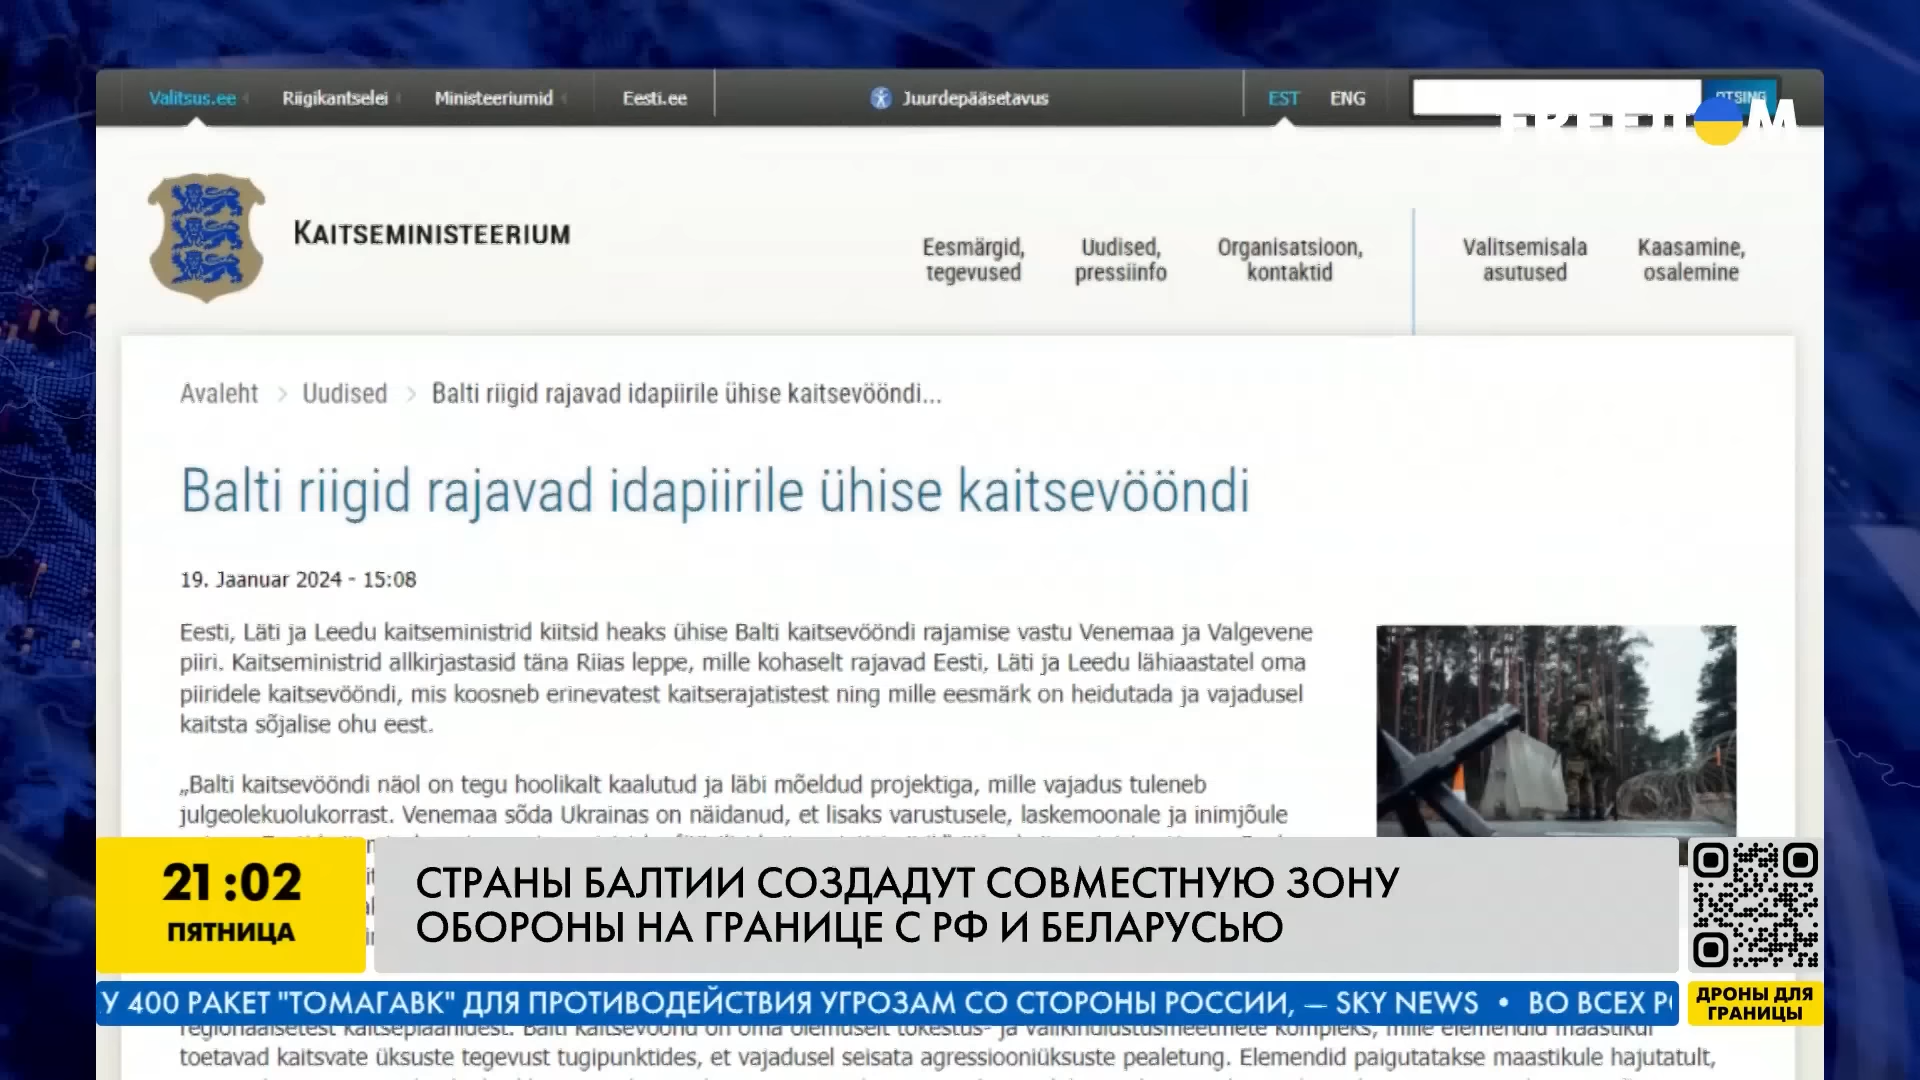 Valitsus.ee Riigikantselei Ministeeriumid Eesti.ee Juurdepääsetavus EST ENG OTSING
FREEДОМ
KAITSEMINISTEERIUM
Eesmärgid, tegevused
Uudised, pressiinfo
Organisatsioon, kontaktid
Valitsemisala asutused
Kaasamine, osalemine
Avaleht > Uudised > Balti riigid rajavad idapiirile ühise kaitsevööndi...
Balti riigid rajavad idapiirile ühise kaitsevööndi
19. Jaanuar 2024 - 15:08
Eesti, Läti ja Leedu kaitseministrid kiitsid heaks ühise Balti kaitsevööndi rajamise vastu Venemaa ja Valgevene
piiri. Kaitseministrid allkirjastasid täna Riias leppe, mille kohaselt rajavad Eesti, Läti ja Leedu lähiaastatel oma
piiridele kaitsevööndi, mis koosneb erinevatest kaitserajatistest ning mille eesmärk on heidutada ja vajadusel
kaitsta sõjalise ohu eest.
„Balti kaitsevööndi näol on tegu hoolikalt kaalutud ja läbi mõeldud projektiga, mille vajadus tuleneb
julgeolekuolukorrast. Venemaa sõda Ukrainas on näidanud, et lisaks varustusele, laskemoonale ja inimjõule
21:02
ПЯТНИЦА
СТРАНЫ БАЛТИИ СОЗДАДУТ СОВМЕСТНУЮ ЗОНУ
ОБОРОНЫ НА ГРАНИЦЕ С РФ И БЕЛАРУСЬЮ
У 400 РАКЕТ "ТОМАГАВК" ДЛЯ ПРОТИВОДЕЙСТВИЯ УГРОЗАМ СО СТОРОНЫ РОССИИ, — SKY NEWS • ВО ВСЕХ
ДРОНЫ ДЛЯ
ГРАНИЦЫ
toetavad kaitsvate üksuste tegevust tugipunktides, et vajadusel seisata agressiooniüksuste pealetung. Elemendid paigutatakse maastikule hajutatult,